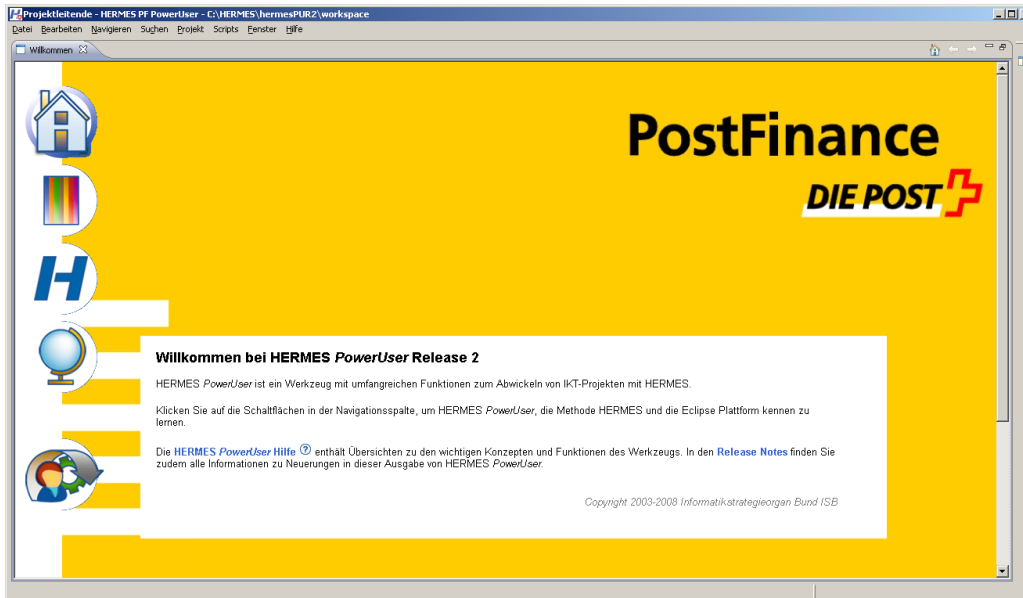 Projektleitende - HERMES PF PowerUser - C:\HERMES\hermesPUR2\workspace
Datei Bearbeiten Navigieren Suchen Projekt Scripts Fenster Hilfe
Willkommen
PostFinance
DIE POST
H
Willkommen bei HERMES PowerUser Release 2
HERMES PowerUser ist ein Werkzeug mit umfangreichen Funktionen zum Abwickeln von IKT-Projekten mit HERMES.
Klicken Sie auf die Schaltflächen in der Navigationsspalte, um HERMES PowerUser, die Methode HERMES und die Eclipse Plattform kennen zu
lernen.
Die HERMES PowerUser Hilfe ? enthält Übersichten zu den wichtigen Konzepten und Funktionen des Werkzeugs. In den Release Notes finden Sie
zudem alle Informationen zu Neuerungen in dieser Ausgabe von HERMES PowerUser.
Copyright 2003-2008 Informatikstrategieorgan Bund ISB